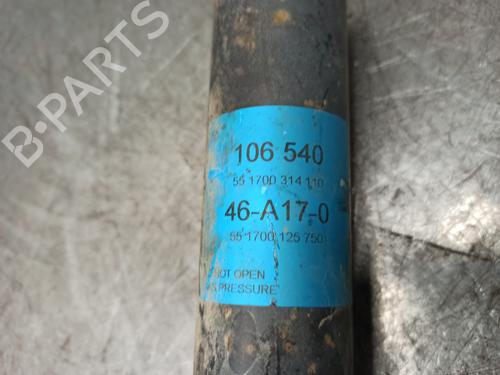 B-PARTS
106 540
55 1700 314 110
46-A17-0
55 1700 125 750
NOT OPEN
PRESSURE